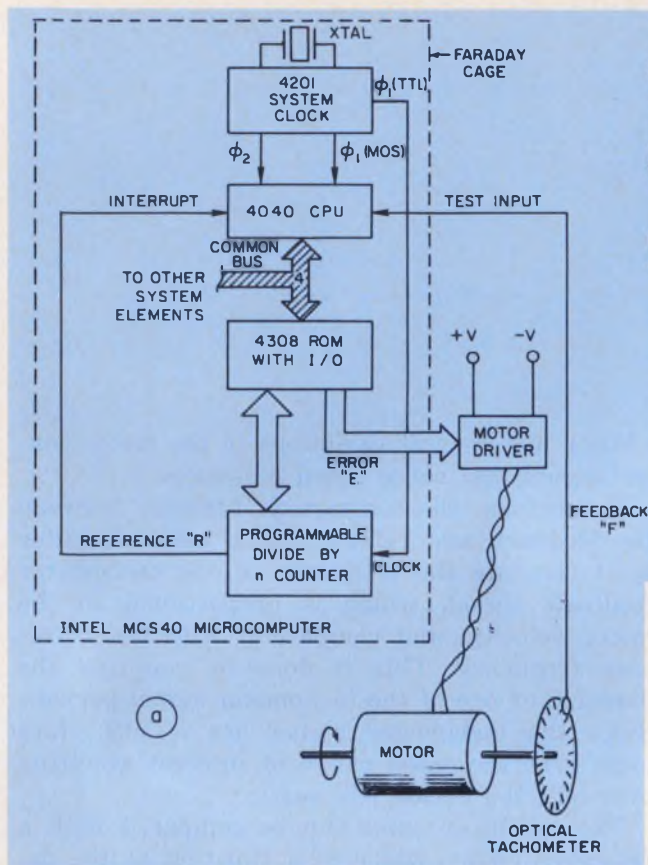 XTAL
FARADAY
CAGE
4201
SYSTEM
CLOCK
ϕ₁(TTL)
ϕ₂
ϕ₁(MOS)
INTERRUPT
4040 CPU
TEST INPUT
COMMON
BUS
4
TO OTHER
SYSTEM
ELEMENTS
4308 ROM
WITH I/O
+V
-V
MOTOR
DRIVER
ERROR
"E"
FEEDBACK
"F"
REFERENCE "R"
PROGRAMMABLE
DIVIDE BY
n COUNTER
CLOCK
INTEL MCS40 MICROCOMPUTER
a
MOTOR
OPTICAL
TACHOMETER